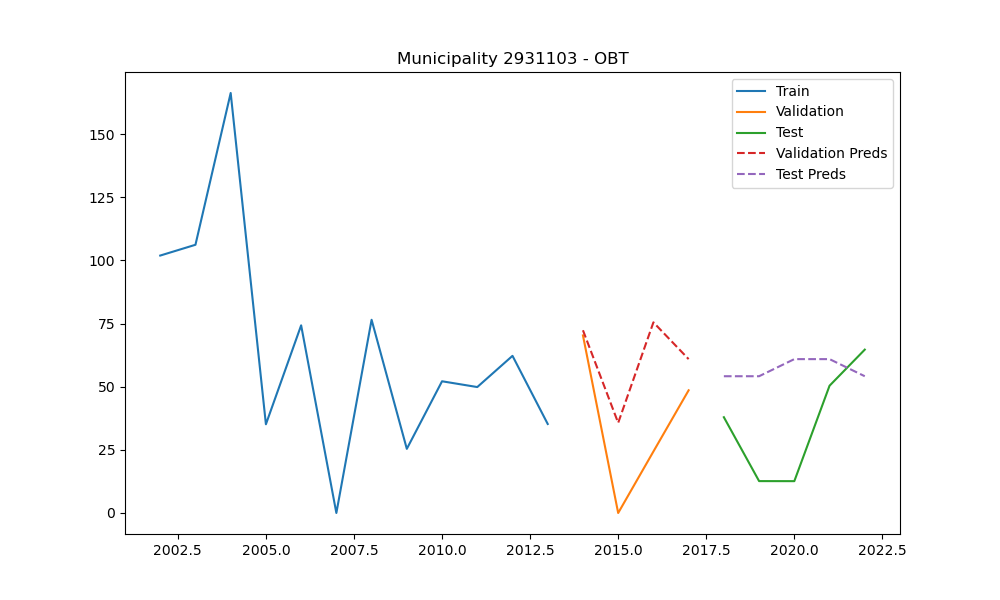 Municipality 2931103 - OBT
Train
Validation
Test
Validation Preds
Test Preds
150
125
100
75
50
25
0
2002.5 2005.0 2007.5 2010.0 2012.5 2015.0 2017.5 2020.0 2022.5